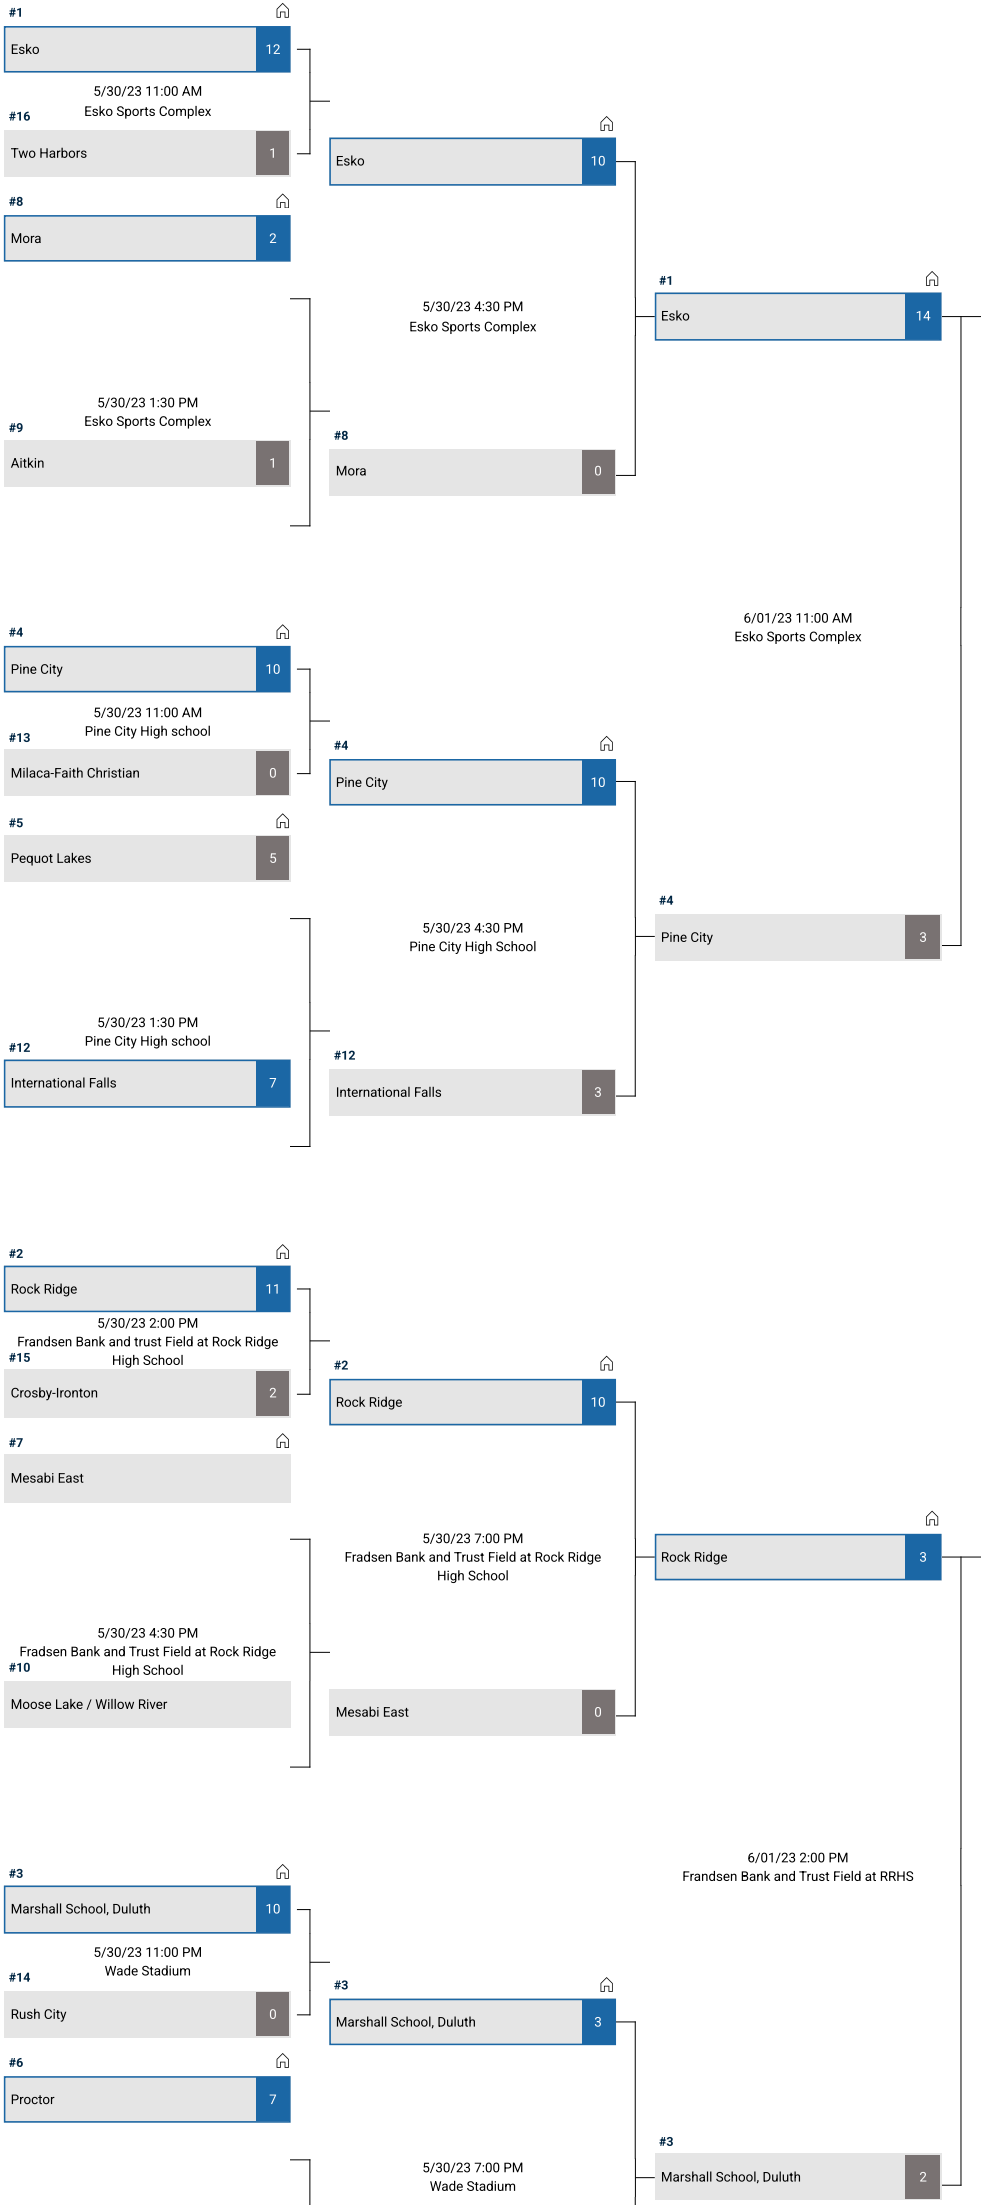 #1
Esko 12
5/30/23 11:00 AM
Esko Sports Complex
#16
Two Harbors 1
Esko 10
#8
Mora 2
5/30/23 4:30 PM
Esko Sports Complex
#1
Esko 14
5/30/23 1:30 PM
Esko Sports Complex
#9
Aitkin 1
#8
Mora 0
6/01/23 11:00 AM
Esko Sports Complex
#4
Pine City 10
5/30/23 11:00 AM
Pine City High school
#13
Milaca-Faith Christian 0
#4
Pine City 10
#5
Pequot Lakes 5
5/30/23 4:30 PM
Pine City High School
#4
Pine City 3
5/30/23 1:30 PM
Pine City High school
#12
International Falls 7
#12
International Falls 3
#2
Rock Ridge 11
5/30/23 2:00 PM
Frandsen Bank and trust Field at Rock Ridge
High School
#15
Crosby-Ironton 2
#2
Rock Ridge 10
#7
Mesabi East
5/30/23 7:00 PM
Fradsen Bank and Trust Field at Rock Ridge
High School
Rock Ridge 3
5/30/23 4:30 PM
Fradsen Bank and Trust Field at Rock Ridge
High School
#10
Moose Lake / Willow River
Mesabi East 0
6/01/23 2:00 PM
Frandsen Bank and Trust Field at RRHS
#3
Marshall School, Duluth 10
5/30/23 11:00 PM
Wade Stadium
#14
Rush City 0
#3
Marshall School, Duluth 3
#6
Proctor 7
5/30/23 7:00 PM
Wade Stadium
#3
Marshall School, Duluth 2